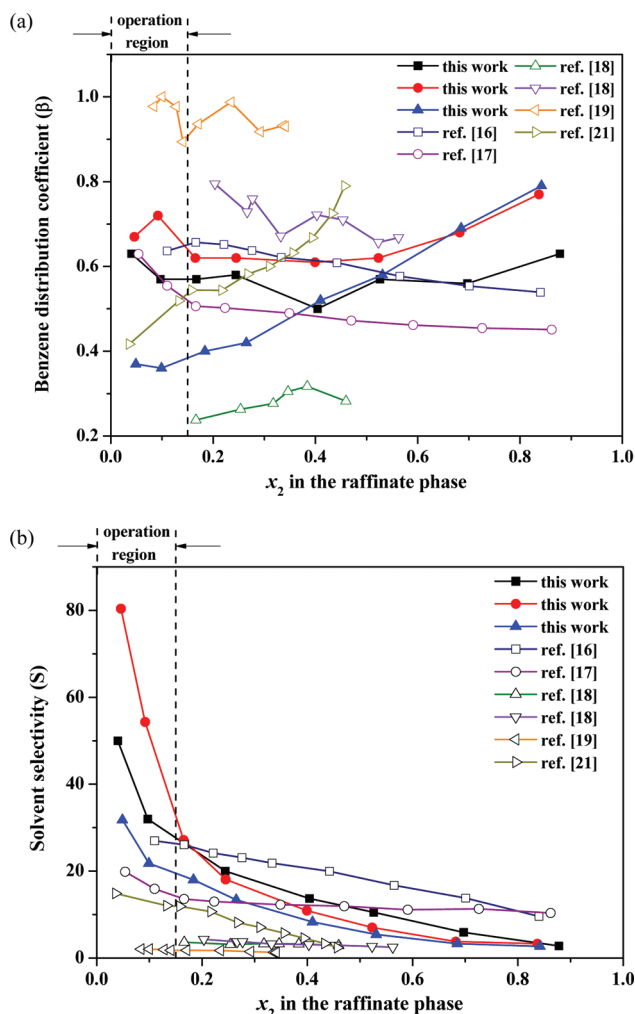 (a)
operation
region
this work
this work
this work
ref. [16]
ref. [17]
ref. [18]
ref. [18]
ref. [19]
ref. [21]
1.0
0.8
0.6
0.4
0.2
Benzene distribution coefficient (β)
0.0 0.2 0.4 0.6 0.8 1.0
x₂ in the raffinate phase
(b)
operation
region
this work
this work
this work
ref. [16]
ref. [17]
ref. [18]
ref. [18]
ref. [19]
ref. [21]
80
60
40
20
0
Solvent selectivity (S)
0.0 0.2 0.4 0.6 0.8 1.0
x₂ in the raffinate phase